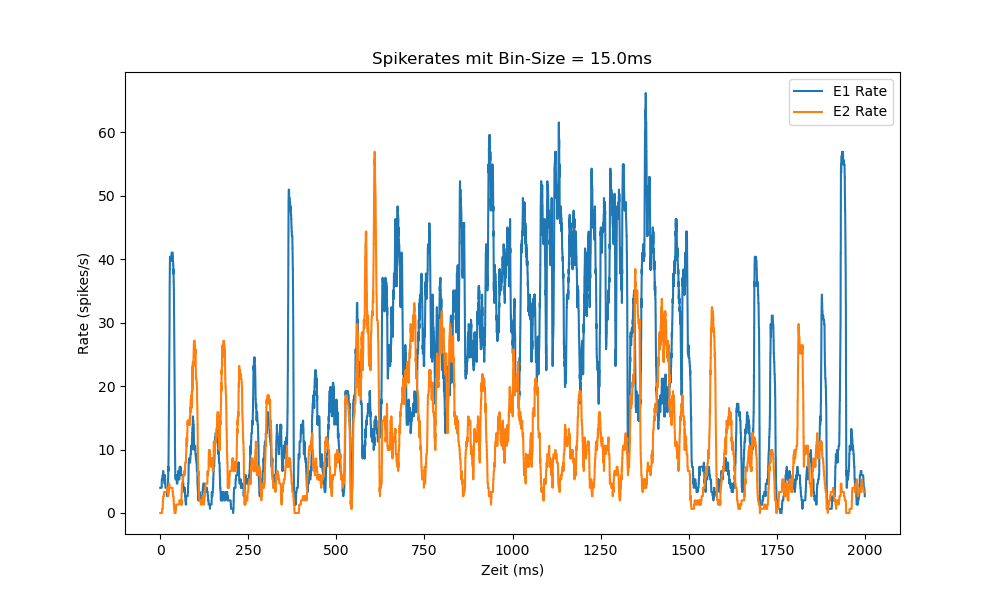 Spikerates mit Bin-Size = 15.0ms
E1 Rate
E2 Rate
Rate (spikes/s)
60
50
40
30
20
10
0
0 250 500 750 1000 1250 1500 1750 2000
Zeit (ms)